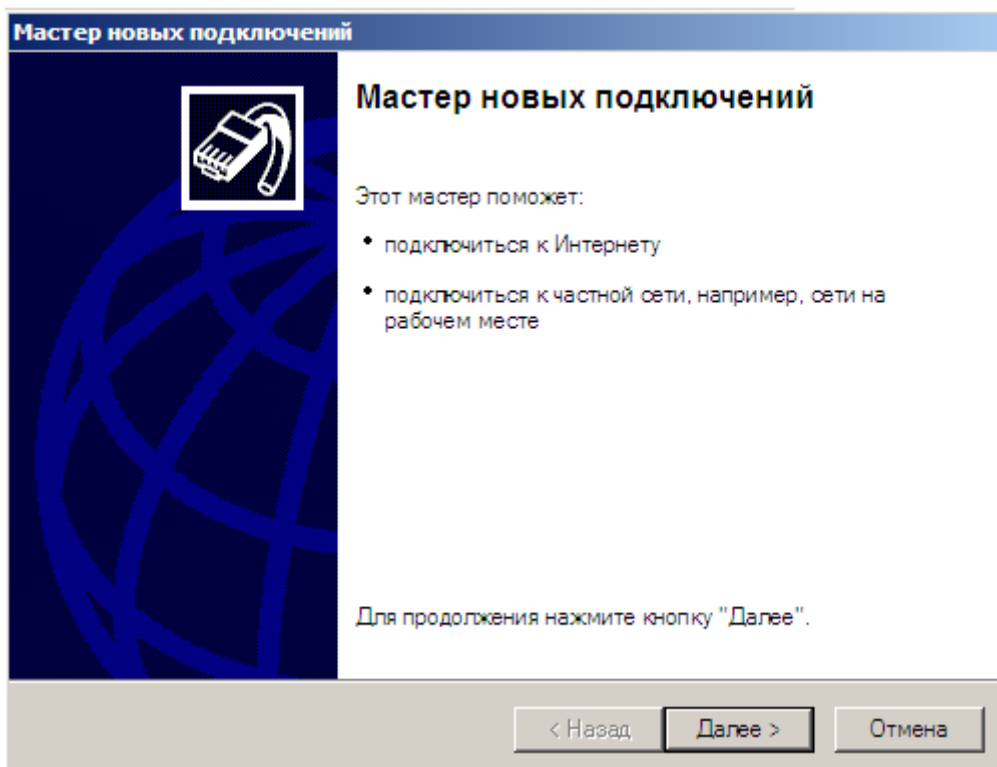 Мастер новых подключений
Мастер новых подключений
Этот мастер поможет:
• подключиться к Интернету
• подключиться к частной сети, например, сети на
рабочем месте
Для продолжения нажмите кнопку "Далее".
< Назад Далее > Отмена